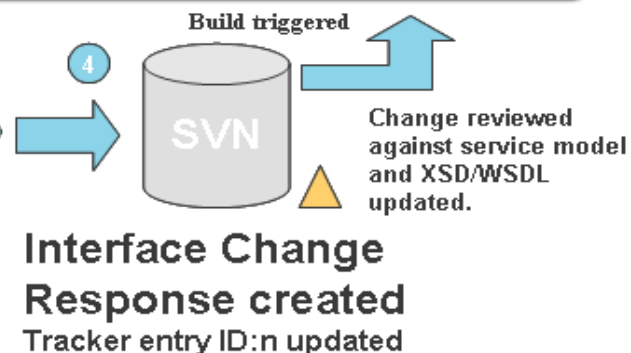 Build triggered
4
SVN
Change reviewed
against service model
and XSD/WSDL
updated.
Interface Change
Response created
Tracker entry ID:n updated